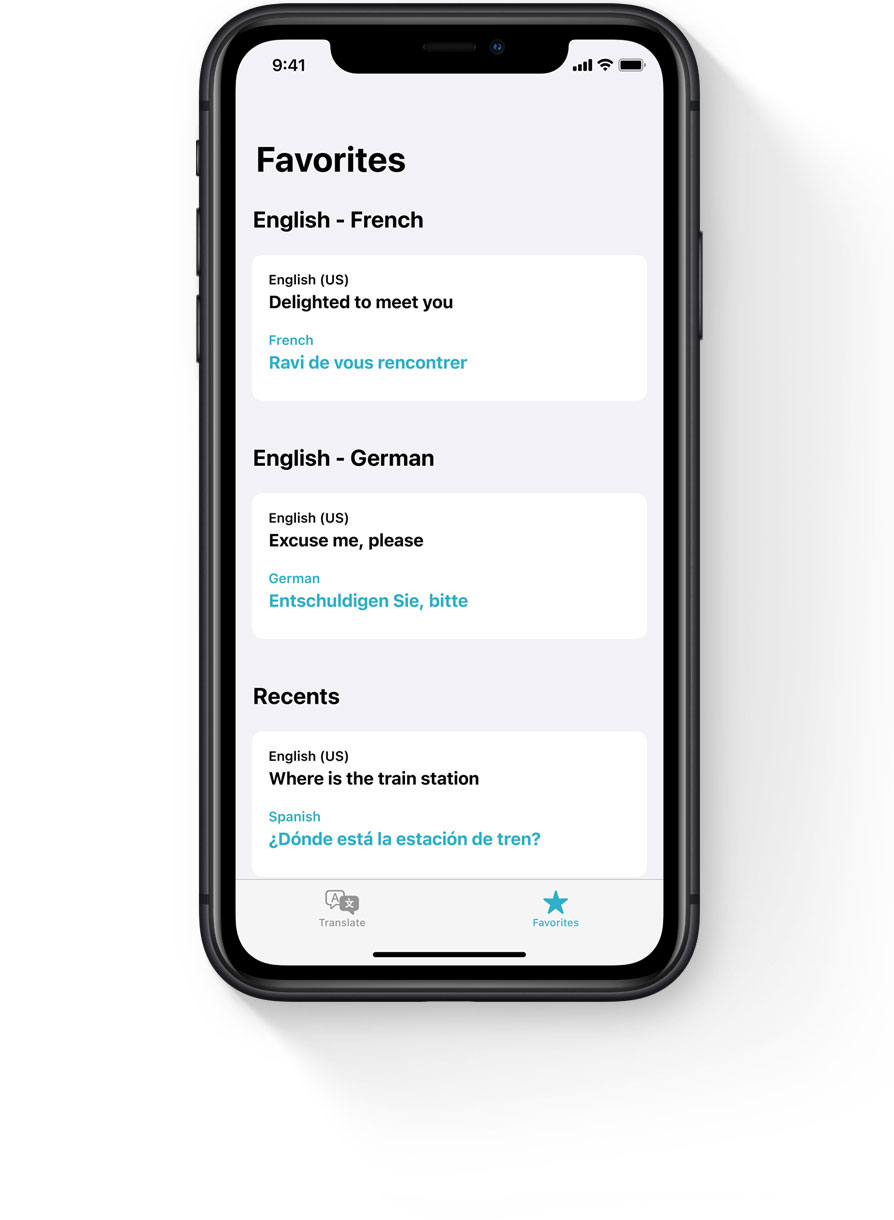 9:41
Favorites
English - French
English (US)
Delighted to meet you
French
Ravi de vous rencontrer
English - German
English (US)
Excuse me, please
German
Entschuldigen Sie, bitte
Recents
English (US)
Where is the train station
Spanish
¿Dónde está la estación de tren?
A 文
Translate
Favorites